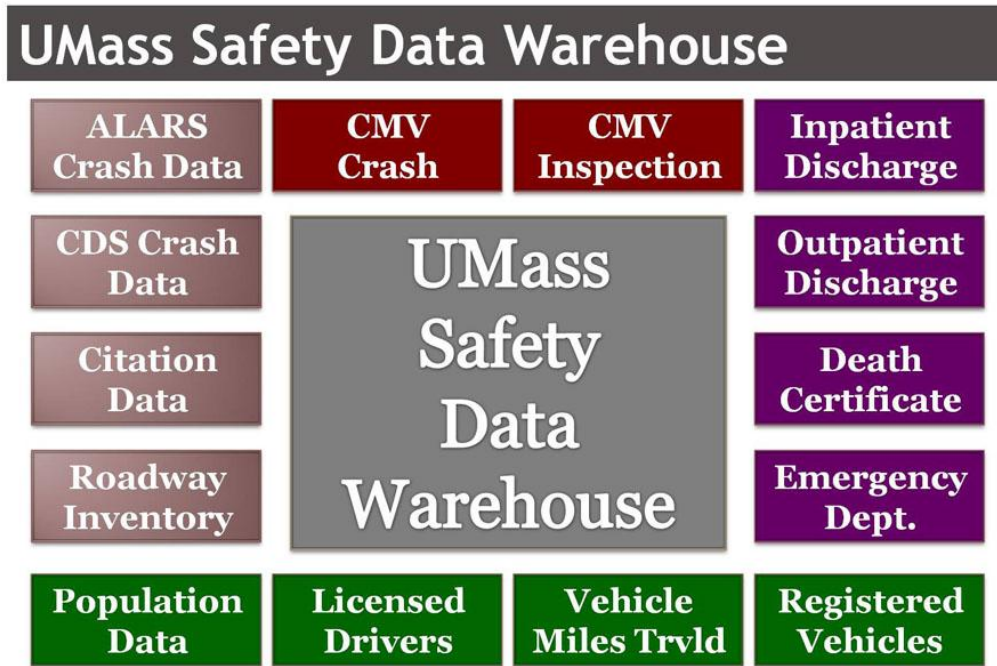 UMass Safety Data Warehouse
ALARS
Crash Data
CMV
Crash
CMV
Inspection
Inpatient
Discharge
CDS Crash
Data
UMass
Safety
Data
Warehouse
Outpatient
Discharge
Citation
Data
Death
Certificate
Roadway
Inventory
Emergency
Dept.
Population
Data
Licensed
Drivers
Vehicle
Miles Trvld
Registered
Vehicles